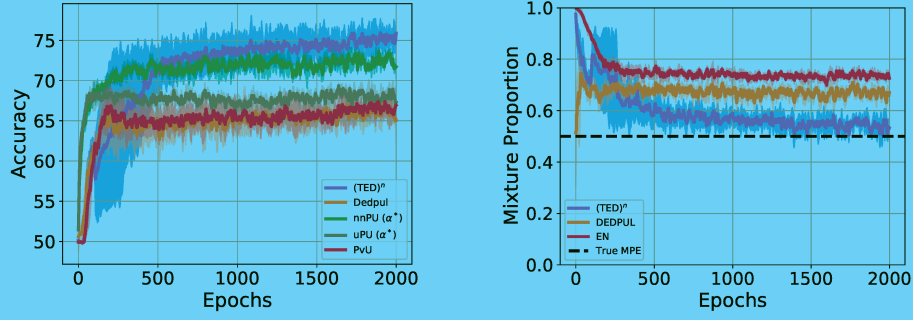 Accuracy
75
70
65
60
55
50
0
500
1000
1500
2000
Epochs
(TED)ⁿ
Dedpul
nnPU (α*)
uPU (α*)
PvU
Mixture Proportion
1.0
0.8
0.6
0.4
0.2
0.0
0
500
1000
1500
2000
Epochs
(TED)ⁿ
DEDPUL
EN
True MPE